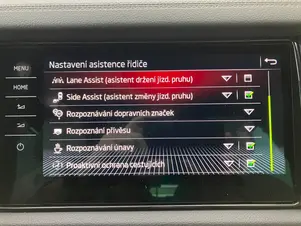 Nastavení asistence řidiče
MENU
Lane Assist (asistent držení jízd. pruhu)
HOME
Side Assist (asistent změny jízd. pruhu)
Rozpoznávání dopravních značek
Rozpoznání přívěsu
Rozpoznávání únavy
Proaktivní ochrana cestujících